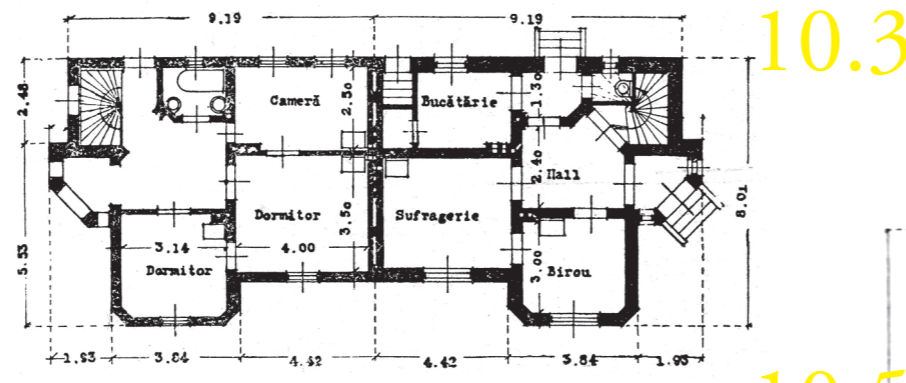 9.19 9.19
10.3
2.48
Cameră
2.50
Bucătărie
1.30
2.40
Hall
8.01
5.53
Dormitor
3.50
Sufragerie
3.14
4.00
Dormitor
3.00
Birou
1.93 3.84 4.42 4.42 3.84 1.93
10.5